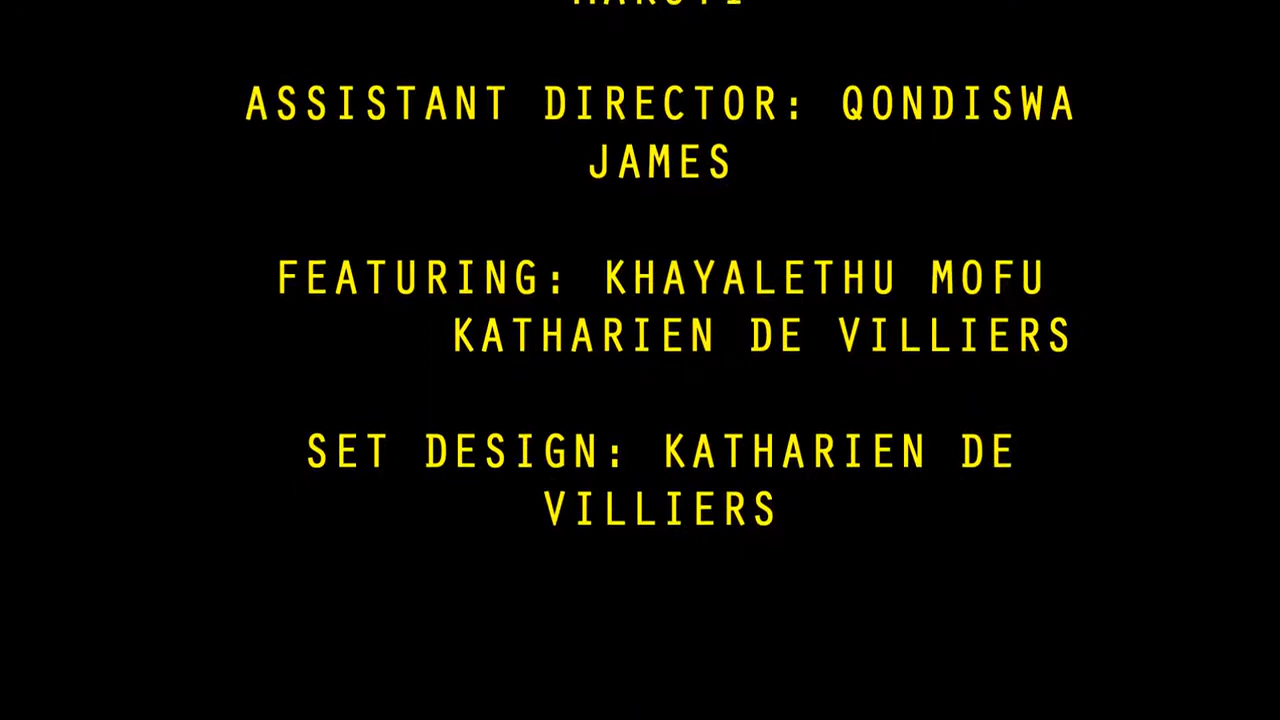 ASSISTANT DIRECTOR: QONDISWA
JAMES
FEATURING: KHAYALETHU MOFU
KATHARIEN DE VILLIERS
SET DESIGN: KATHARIEN DE
VILLIERS